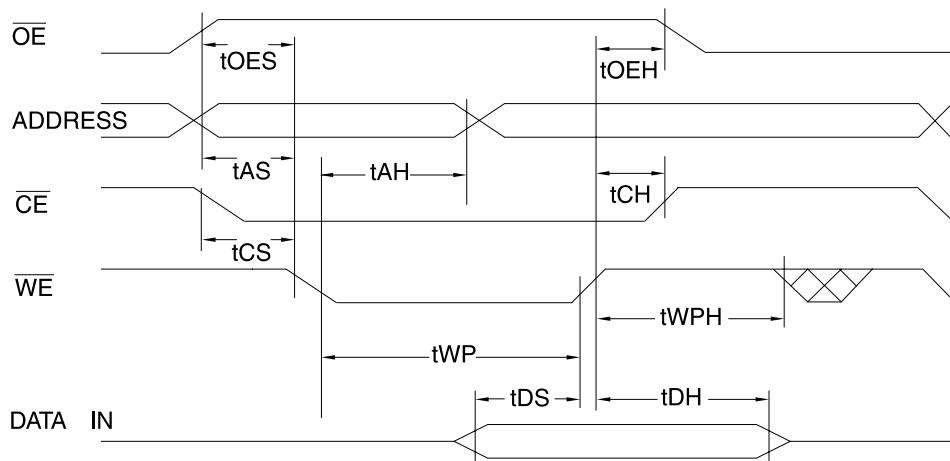 OE
tOES
tOEH
ADDRESS
tAS
tAH
CE
tCH
tCS
WE
tWPH
tWP
tDS
tDH
DATA IN